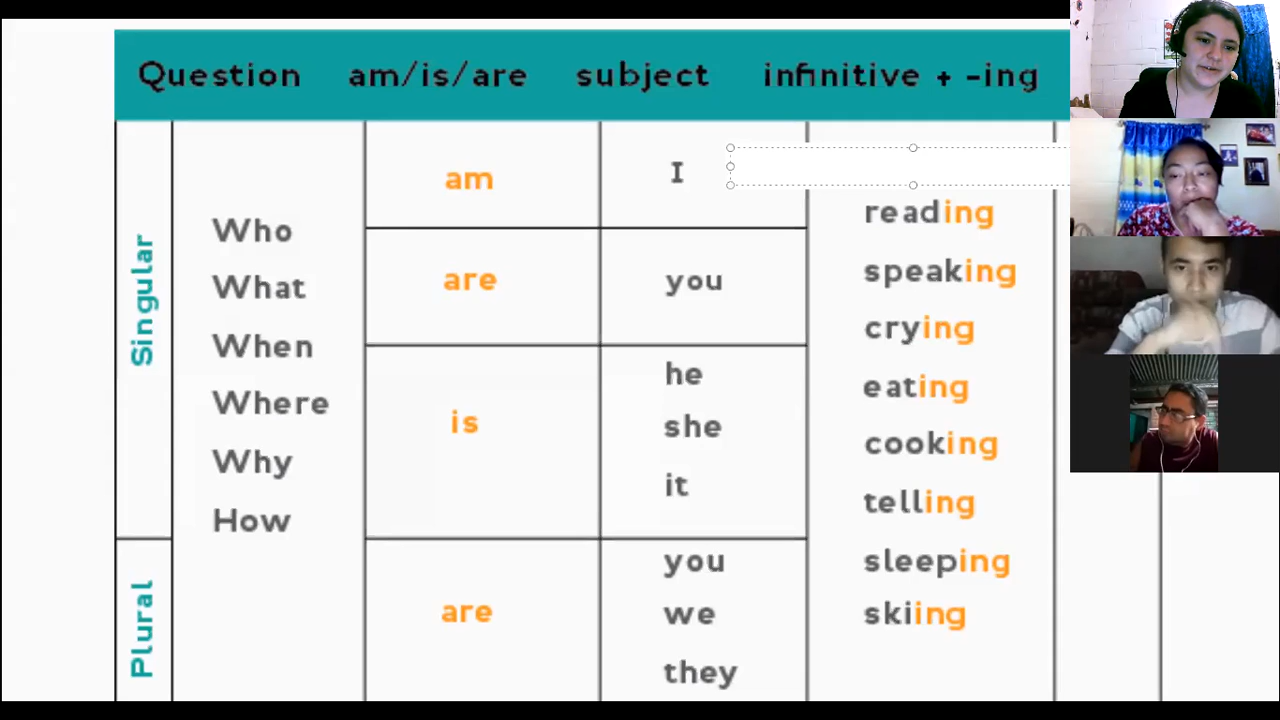 Question am/is/are subject infinitive + -ing
Singular
Who
What
When
Where
Why
How
am
are
is
I
you
he
she
it
reading
speaking
crying
eating
cooking
telling
sleeping
skiing
Plural
are
you
we
they